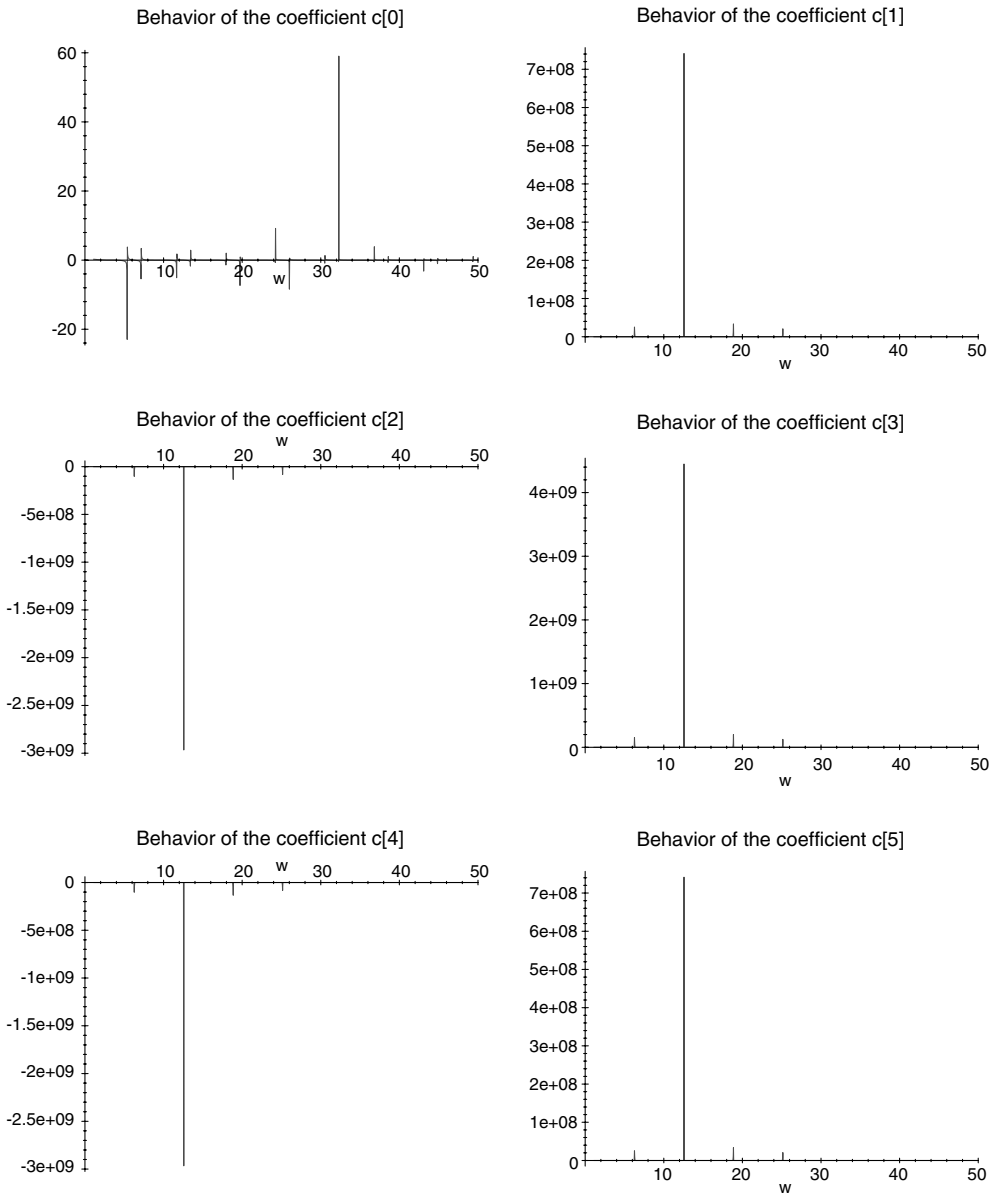 Behavior of the coefficient c[0]
60
40
20
0
-20
10
20
30
40
50
w
Behavior of the coefficient c[1]
7e+08
6e+08
5e+08
4e+08
3e+08
2e+08
1e+08
0
10
20
30
40
50
w
Behavior of the coefficient c[2]
w
10
20
30
40
50
0
-5e+08
-1e+09
-1.5e+09
-2e+09
-2.5e+09
-3e+09
Behavior of the coefficient c[3]
4e+09
3e+09
2e+09
1e+09
0
10
20
30
40
50
w
Behavior of the coefficient c[4]
w
10
20
30
40
50
0
-5e+08
-1e+09
-1.5e+09
-2e+09
-2.5e+09
-3e+09
Behavior of the coefficient c[5]
7e+08
6e+08
5e+08
4e+08
3e+08
2e+08
1e+08
0
10
20
30
40
50
w